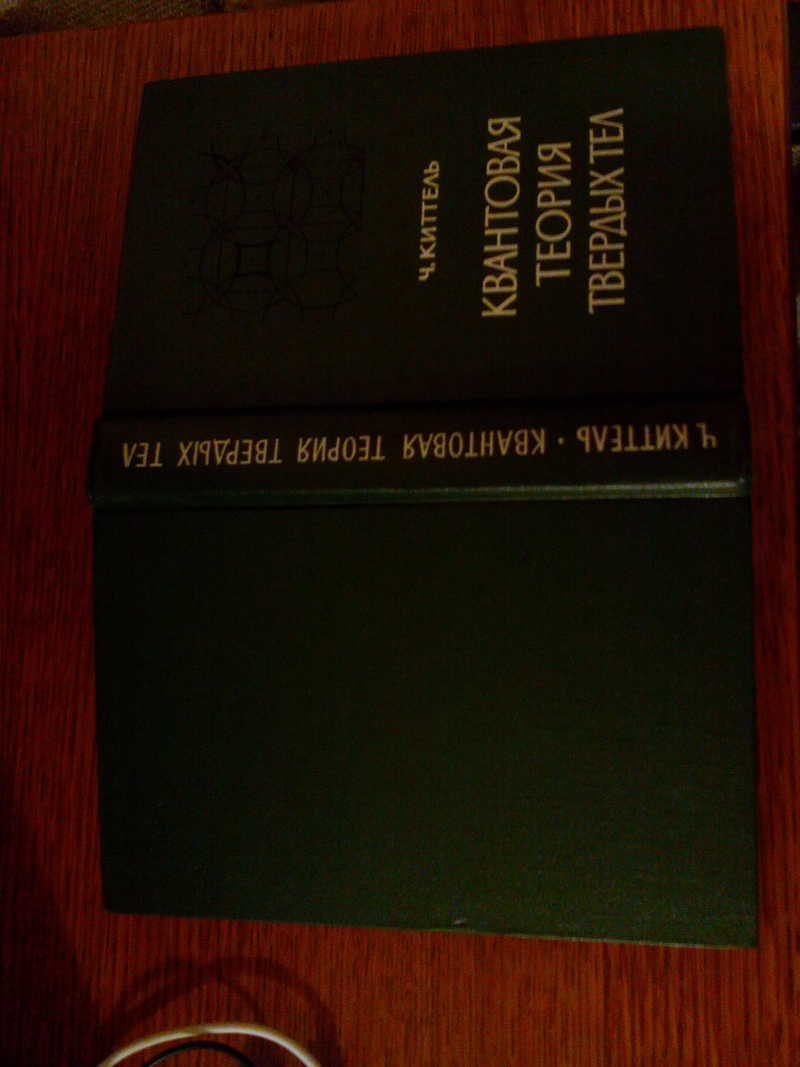 Ч. КИТТЕЛЬ
КВАНТОВАЯ
ТЕОРИЯ
ТВЕРДЫХ ТЕЛ
Ч. КИТТЕЛЬ · КВАНТОВАЯ ТЕОРИЯ ТВЕРДЫХ ТЕЛ